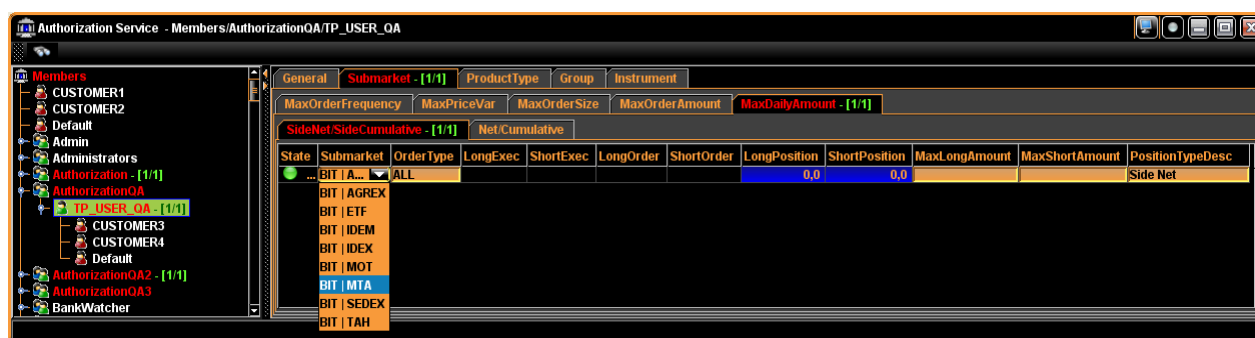 Authorization Service - Members/AuthorizationQA/TP_USER_QA
Members
CUSTOMER1
CUSTOMER2
Default
Admin
Administrators
Authorization - [1/1]
AuthorizationQA
TP_USER_QA - [1/1]
CUSTOMER3
CUSTOMER4
Default
AuthorizationQA2 - [1/1]
AuthorizationQA3
BankWatcher
General Submarket - [1/1] ProductType Group Instrument
MaxOrderFrequency MaxPriceVar MaxOrderSize MaxOrderAmount MaxDailyAmount - [1/1]
SideNet/SideCumulative - [1/1] Net/Cumulative
State Submarket OrderType LongExec ShortExec LongOrder ShortOrder LongPosition ShortPosition MaxLongAmount MaxShortAmount PositionTypeDesc
... BIT | A... ALL 0,0 0,0 Side Net
BIT | AGREX
BIT | ETF
BIT | IDEM
BIT | IDEX
BIT | MOT
BIT | MTA
BIT | SEDEX
BIT | TAH